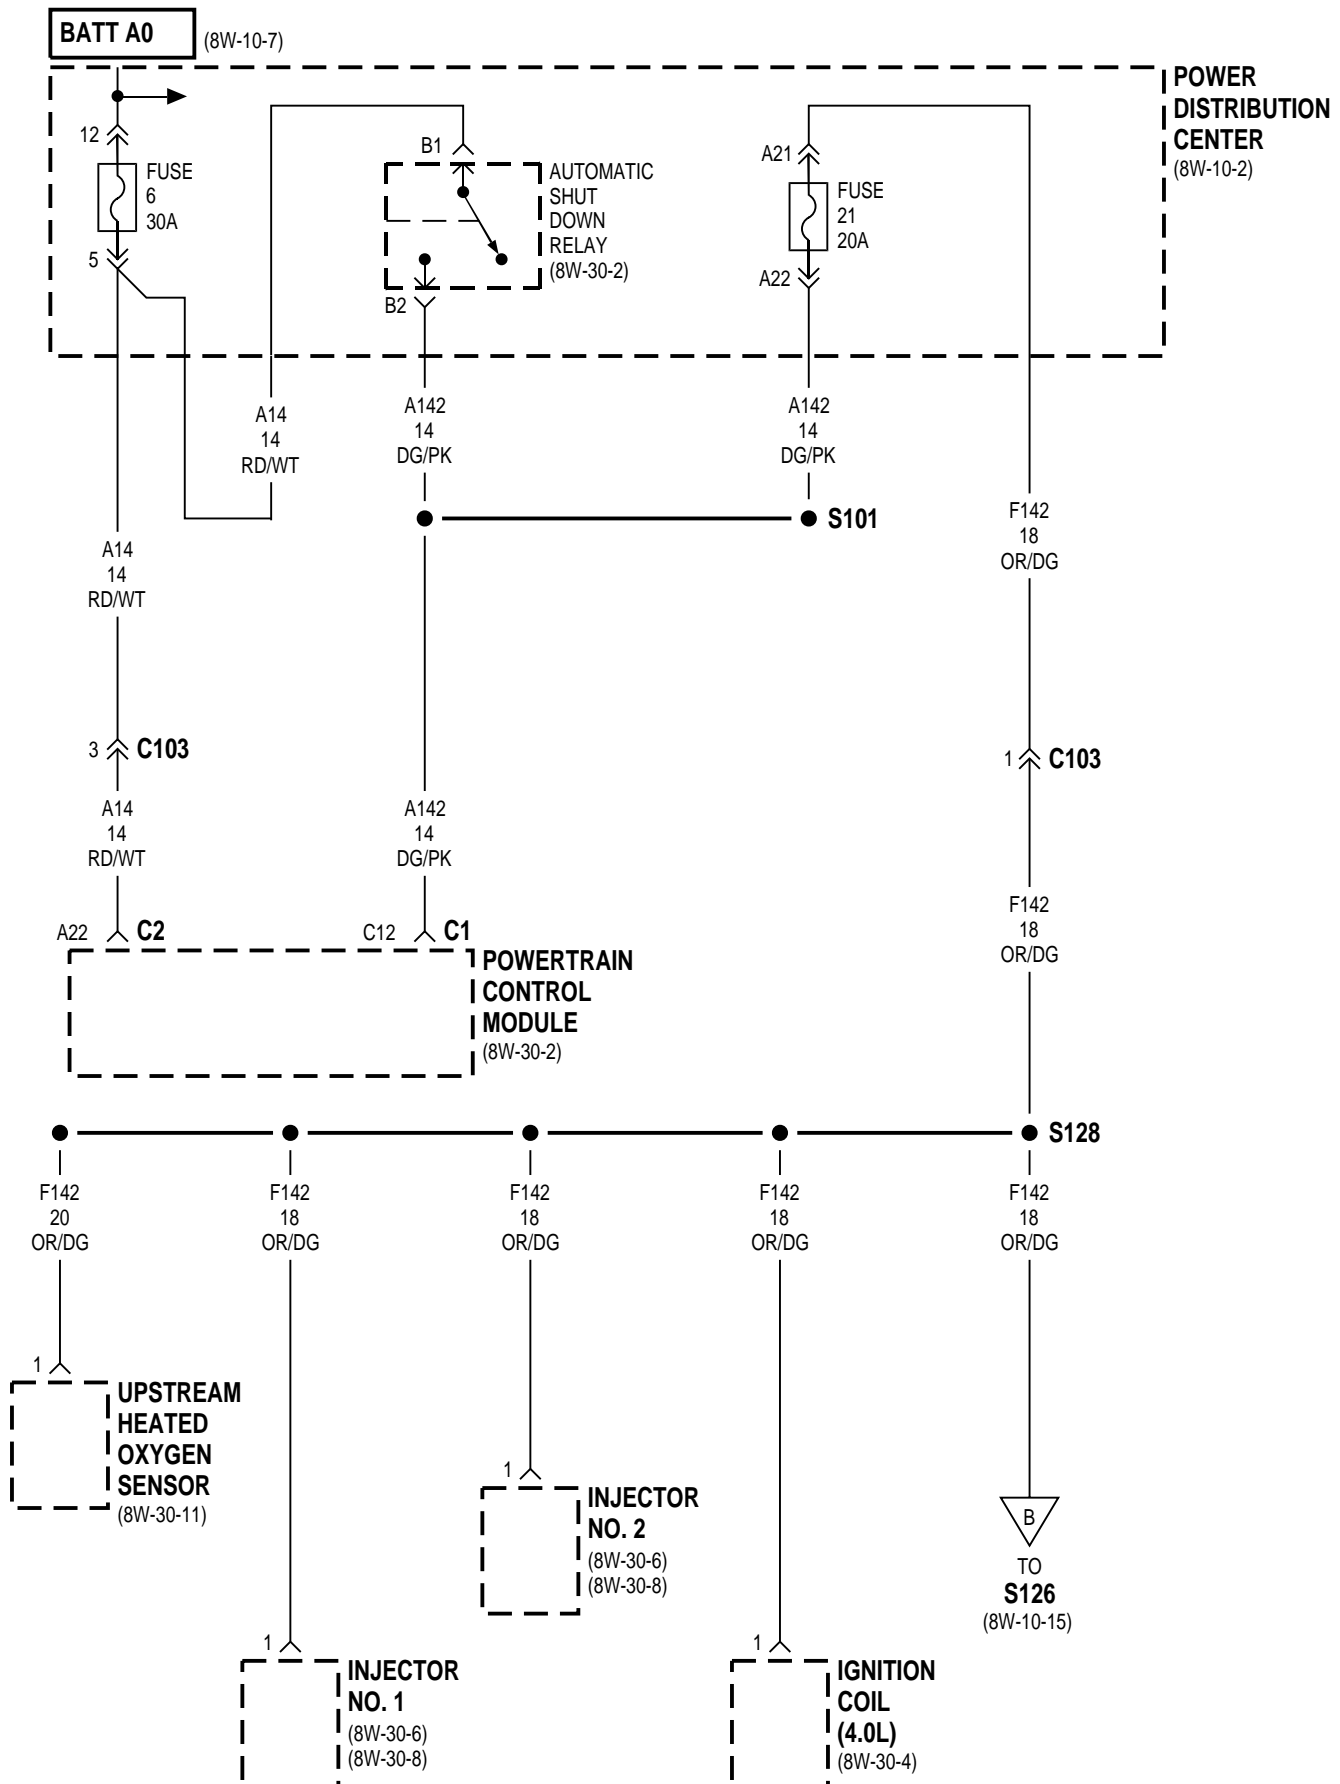 BATT A0
(8W-10-7)
POWER
DISTRIBUTION
CENTER
(8W-10-2)
12
FUSE
6
30A
5
B1
AUTOMATIC
SHUT
DOWN
RELAY
(8W-30-2)
B2
A21
FUSE
21
20A
A22
A14
14
RD/WT
A142
14
DG/PK
A142
14
DG/PK
S101
F142
18
OR/DG
A14
14
RD/WT
3
C103
1
C103
A14
14
RD/WT
A142
14
DG/PK
F142
18
OR/DG
A22
C2
C12
C1
POWERTRAIN
CONTROL
MODULE
(8W-30-2)
S128
F142
20
OR/DG
F142
18
OR/DG
F142
18
OR/DG
F142
18
OR/DG
F142
18
OR/DG
1
UPSTREAM
HEATED
OXYGEN
SENSOR
(8W-30-11)
1
INJECTOR
NO. 2
(8W-30-6)
(8W-30-8)
B
TO
S126
(8W-10-15)
1
INJECTOR
NO. 1
(8W-30-6)
(8W-30-8)
1
IGNITION
COIL
(4.0L)
(8W-30-4)